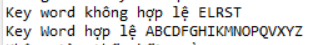 Key word không hợp lệ ELRST
Key Word hợp lệ ABCDFGHIKMNOPQVXYZ